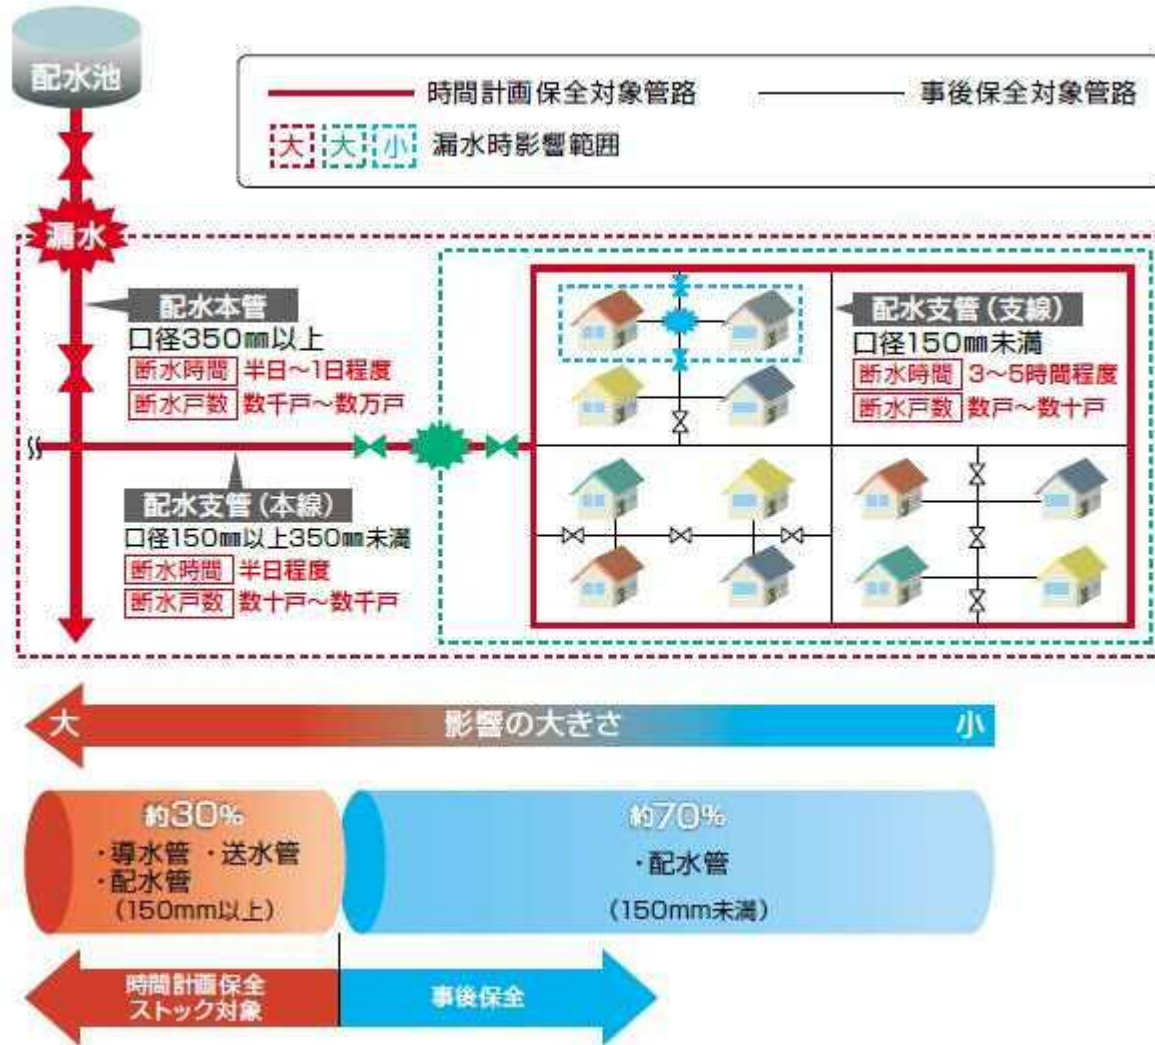 配水池
時間計画保全対象管路
事後保全対象管路
大 大 小 漏水時影響範囲
漏水
配水本管
口径350㎜以上
断水時間 半日～1日程度
断水戸数 数千戸～数万戸
配水支管(支線)
口径150㎜未満
断水時間 3～5時間程度
断水戸数 数戸～数十戸
配水支管(本線)
口径150㎜以上350㎜未満
断水時間 半日程度
断水戸数 数十戸～数千戸
大 影響の大きさ 小
約30%
・導水管 ・送水管
・配水管
(150mm以上)
約70%
・配水管
(150mm未満)
時間計画保全
ストック対象
事後保全